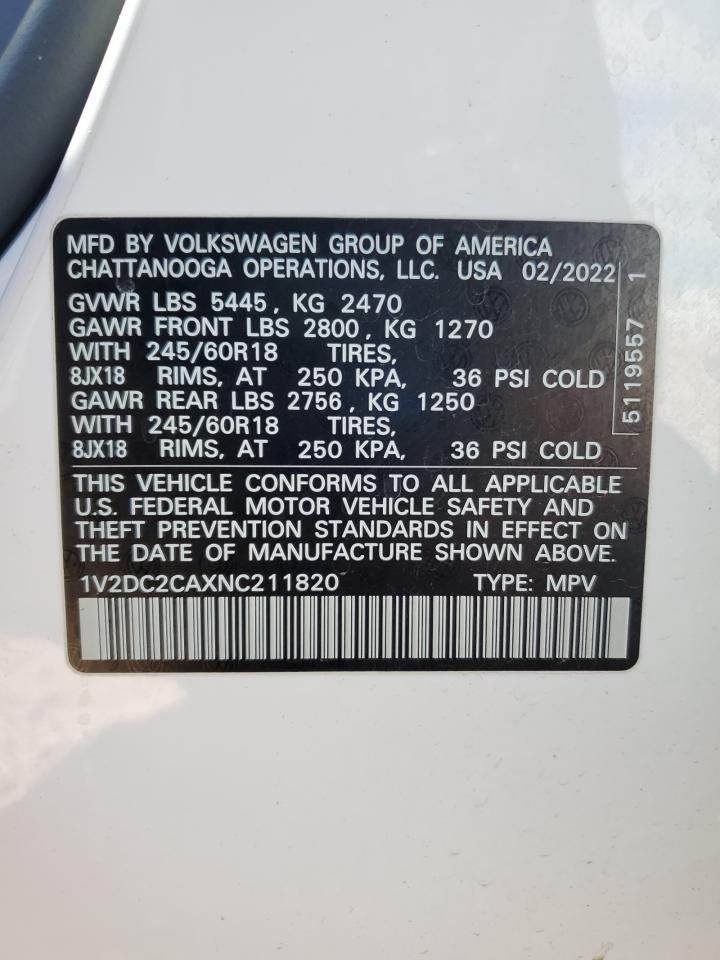 MFD BY VOLKSWAGEN GROUP OF AMERICA
CHATTANOOGA OPERATIONS, LLC. USA 02/2022
GVWR LBS 5445, KG 2470
GAWR FRONT LBS 2800, KG 1270
WITH 245/60R18 TIRES,
8JX18 RIMS, AT 250 KPA, 36 PSI COLD
GAWR REAR LBS 2756, KG 1250
WITH 245/60R18 TIRES,
8JX18 RIMS, AT 250 KPA, 36 PSI COLD
5119557 1
THIS VEHICLE CONFORMS TO ALL APPLICABLE
U.S. FEDERAL MOTOR VEHICLE SAFETY AND
THEFT PREVENTION STANDARDS IN EFFECT ON
THE DATE OF MANUFACTURE SHOWN ABOVE.
1V2DC2CAXNC211820 TYPE: MPV